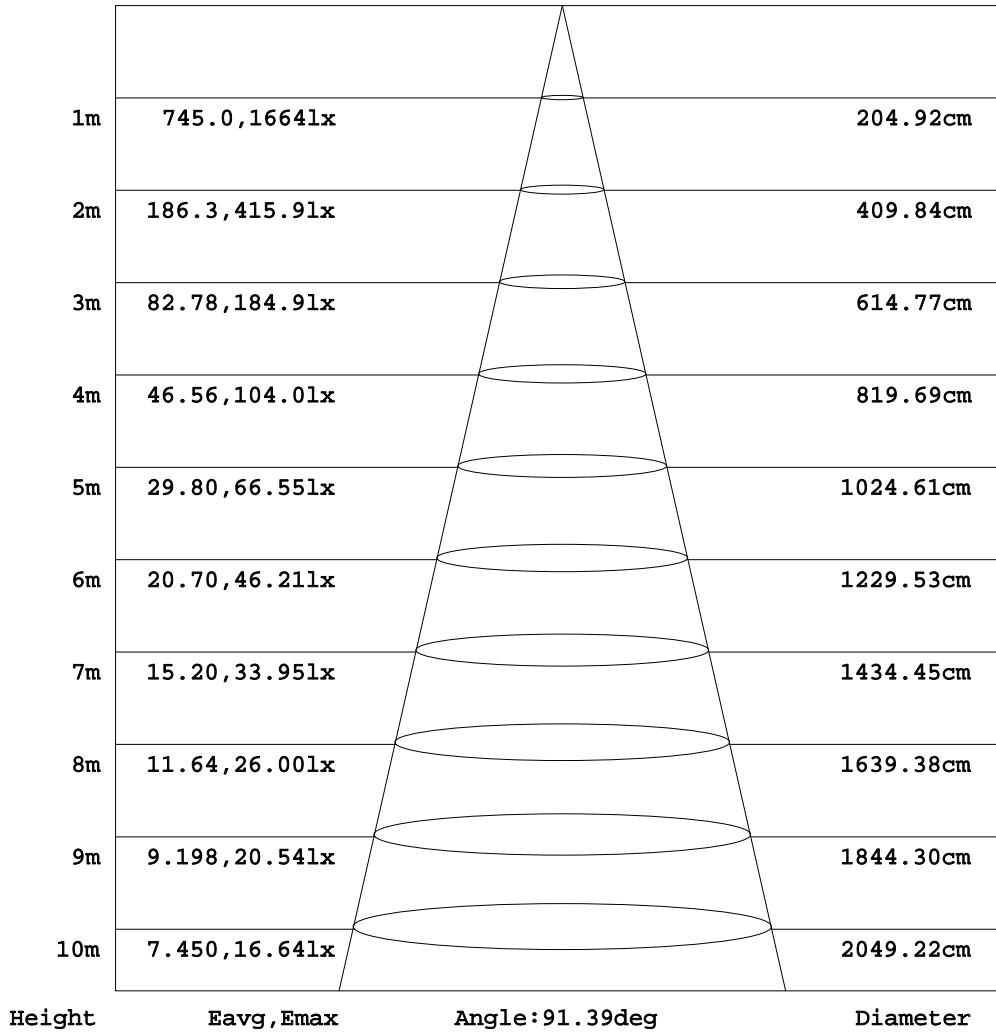 1m 745.0,1664lx 204.92cm
2m 186.3,415.9lx 409.84cm
3m 82.78,184.9lx 614.77cm
4m 46.56,104.0lx 819.69cm
5m 29.80,66.55lx 1024.61cm
6m 20.70,46.21lx 1229.53cm
7m 15.20,33.95lx 1434.45cm
8m 11.64,26.00lx 1639.38cm
9m 9.198,20.54lx 1844.30cm
10m 7.450,16.64lx 2049.22cm
Height Eavg,Emax Angle:91.39deg Diameter